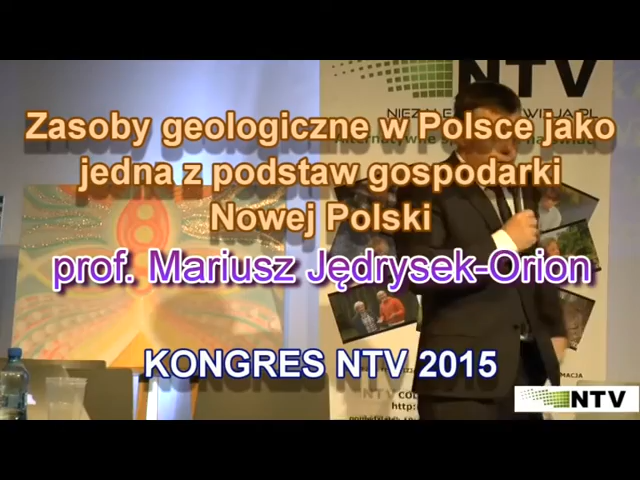 NTV
Zasoby geologiczne w Polsce jako
jedna z podstaw gospodarki
Nowej Polski
prof. Mariusz Jędrysek-Orion
KONGRES NTV 2015
NTV